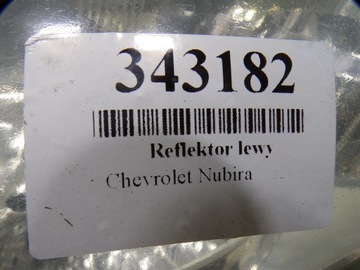 343182
Reflektor lewy
Chevrolet Nubira